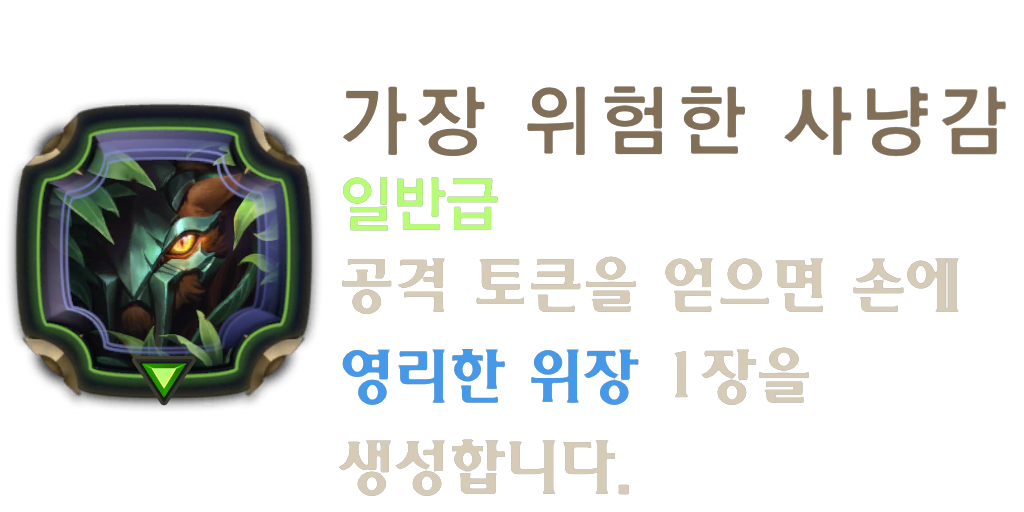 가장 위험한 사냥감
일반급
공격 토큰을 얻으면 손에
영리한 위장 1장을
생성합니다.